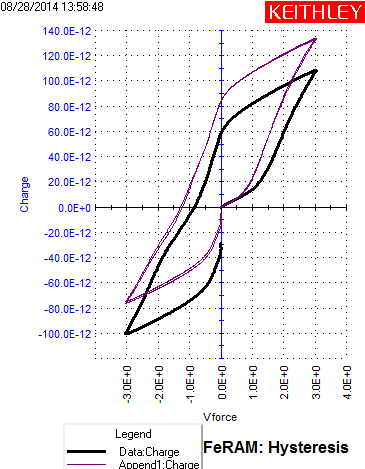 08/28/2014 13:58:48
KEITHLEY
140.0E-12
120.0E-12
100.0E-12
80.0E-12
60.0E-12
40.0E-12
20.0E-12
0.0E+0
-20.0E-12
-40.0E-12
-60.0E-12
-80.0E-12
-100.0E-12
Charge
-3.0E+0
-2.0E+0
-1.0E+0
0.0E+0
1.0E+0
2.0E+0
3.0E+0
4.0E+0
Vforce
Legend
Data:Charge
Append1:Charge
FeRAM: Hysteresis